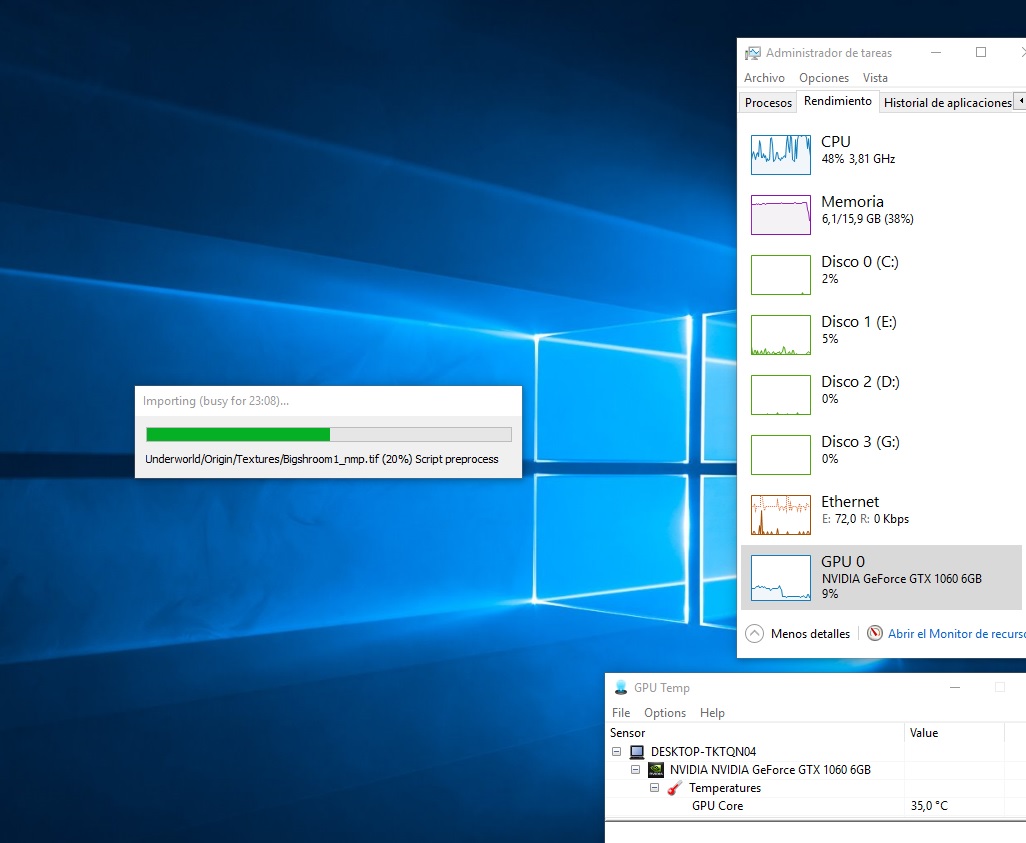 Administrador de tareas
Archivo Opciones Vista
Procesos Rendimiento Historial de aplicaciones
CPU
48% 3,81 GHz
Memoria
6,1/15,9 GB (38%)
Disco 0 (C:)
2%
Disco 1 (E:)
5%
Disco 2 (D:)
0%
Disco 3 (G:)
0%
Ethernet
E: 72,0 R: 0 Kbps
GPU 0
NVIDIA GeForce GTX 1060 6GB
9%
Menos detalles Abrir el Monitor de recurso
Importing (busy for 23:08)...
Underworld/Origin/Textures/Bigshroom1_nmp.tif (20%) Script preprocess
GPU Temp
File Options Help
Sensor Value
DESKTOP-TKTQN04
NVIDIA NVIDIA GeForce GTX 1060 6GB
Temperatures
GPU Core 35,0 °C